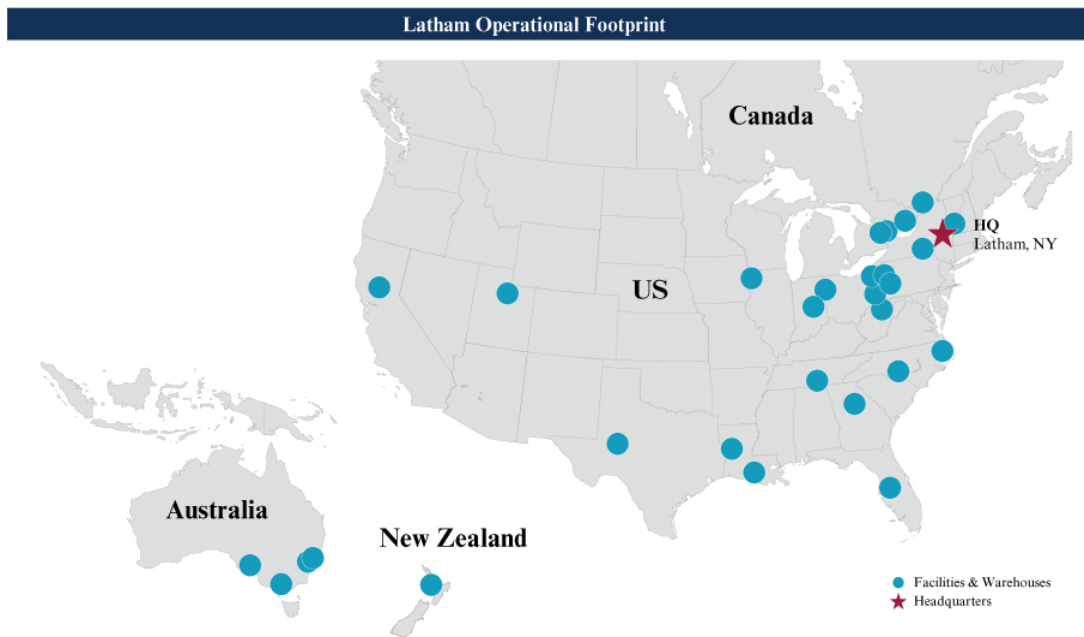 Latham Operational Footprint
Canada
HQ
Latham, NY
US
Australia
New Zealand
Facilities & Warehouses
Headquarters